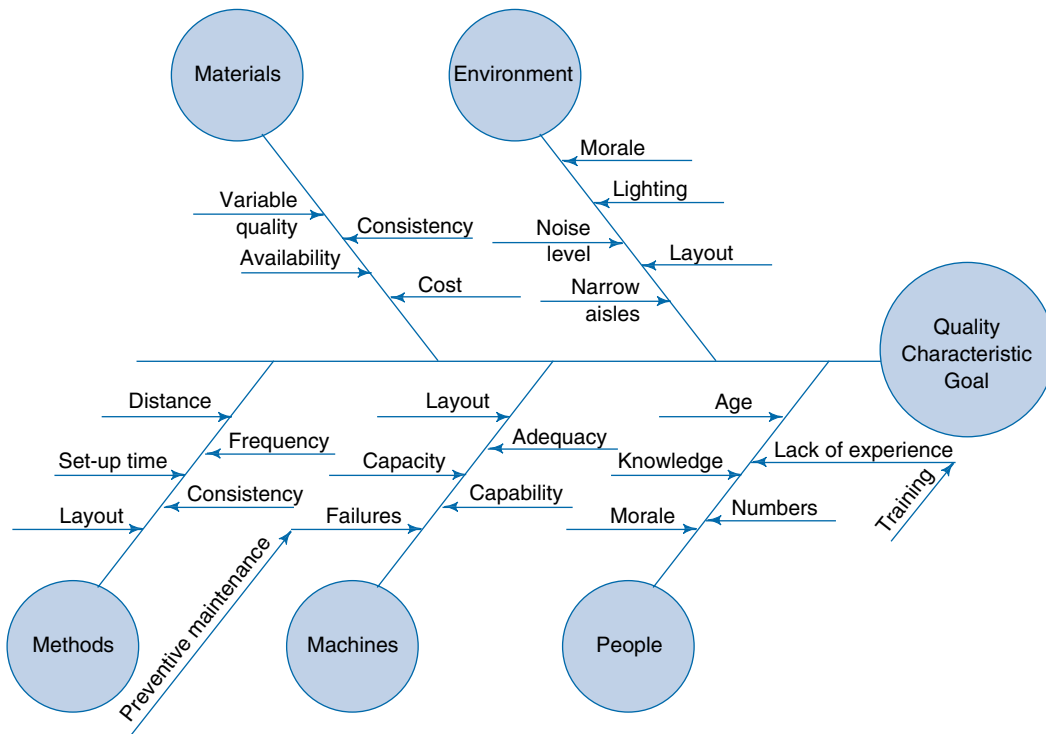 Materials
Environment
Morale
Lighting
Variable
quality
Consistency
Noise
level
Layout
Availability
Cost
Narrow
aisles
Quality
Characteristic
Goal
Distance
Layout
Age
Frequency
Adequacy
Lack of experience
Set-up time
Capacity
Knowledge
Consistency
Capability
Numbers
Training
Layout
Failures
Morale
Preventive maintenance
Methods
Machines
People